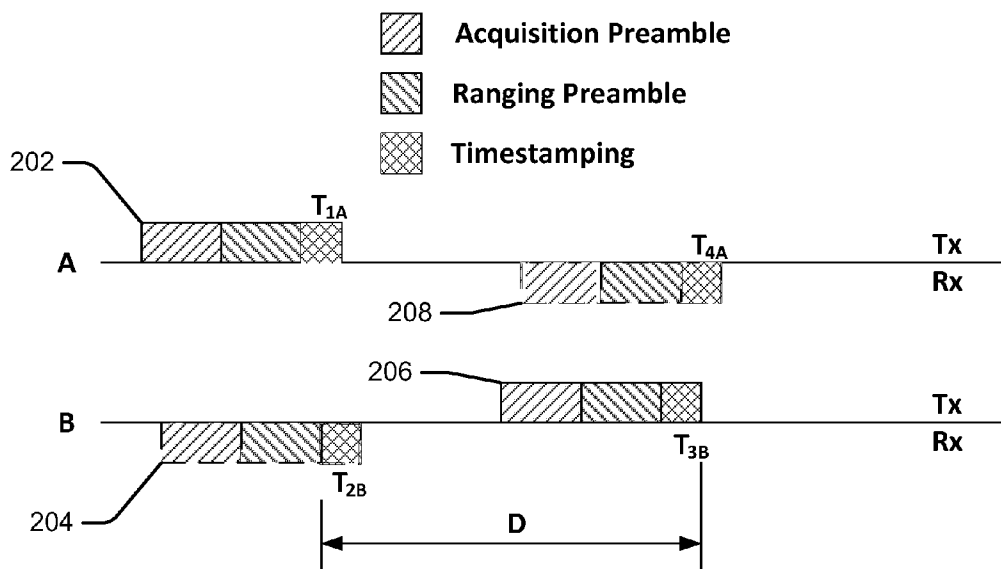 Acquisition Preamble
Ranging Preamble
Timestamping
202
T1A
A
Tx
Rx
T4A
208
206
B
Tx
Rx
T3B
T2B
204
D